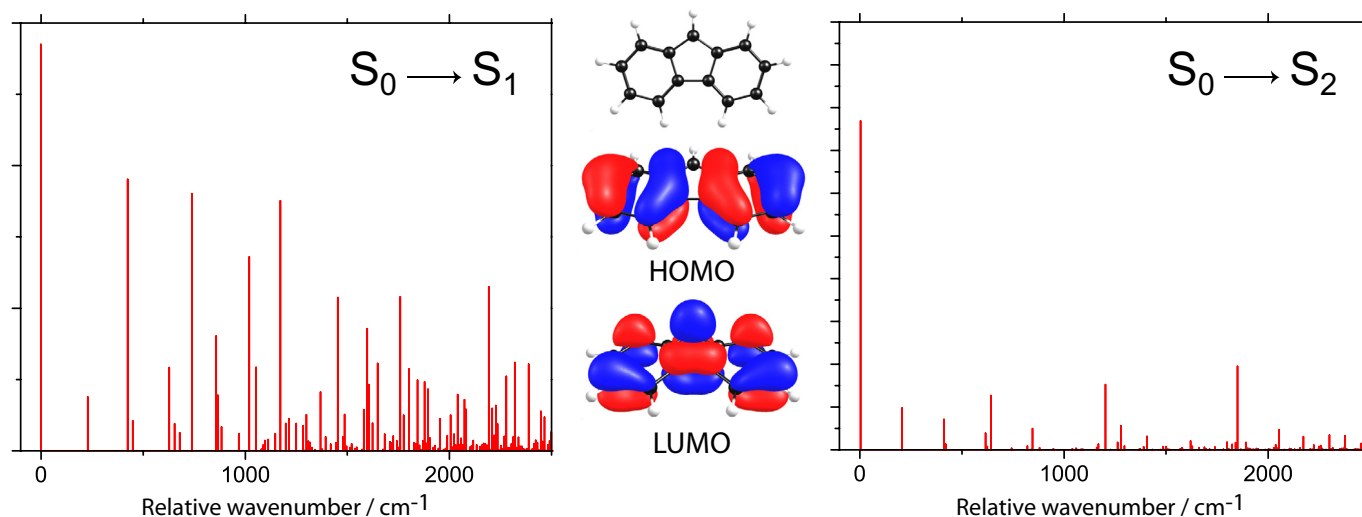 S₀ → S₁
0
1000
2000
Relative wavenumber / cm⁻¹
HOMO
LUMO
S₀ → S₂
0
1000
2000
Relative wavenumber / cm⁻¹